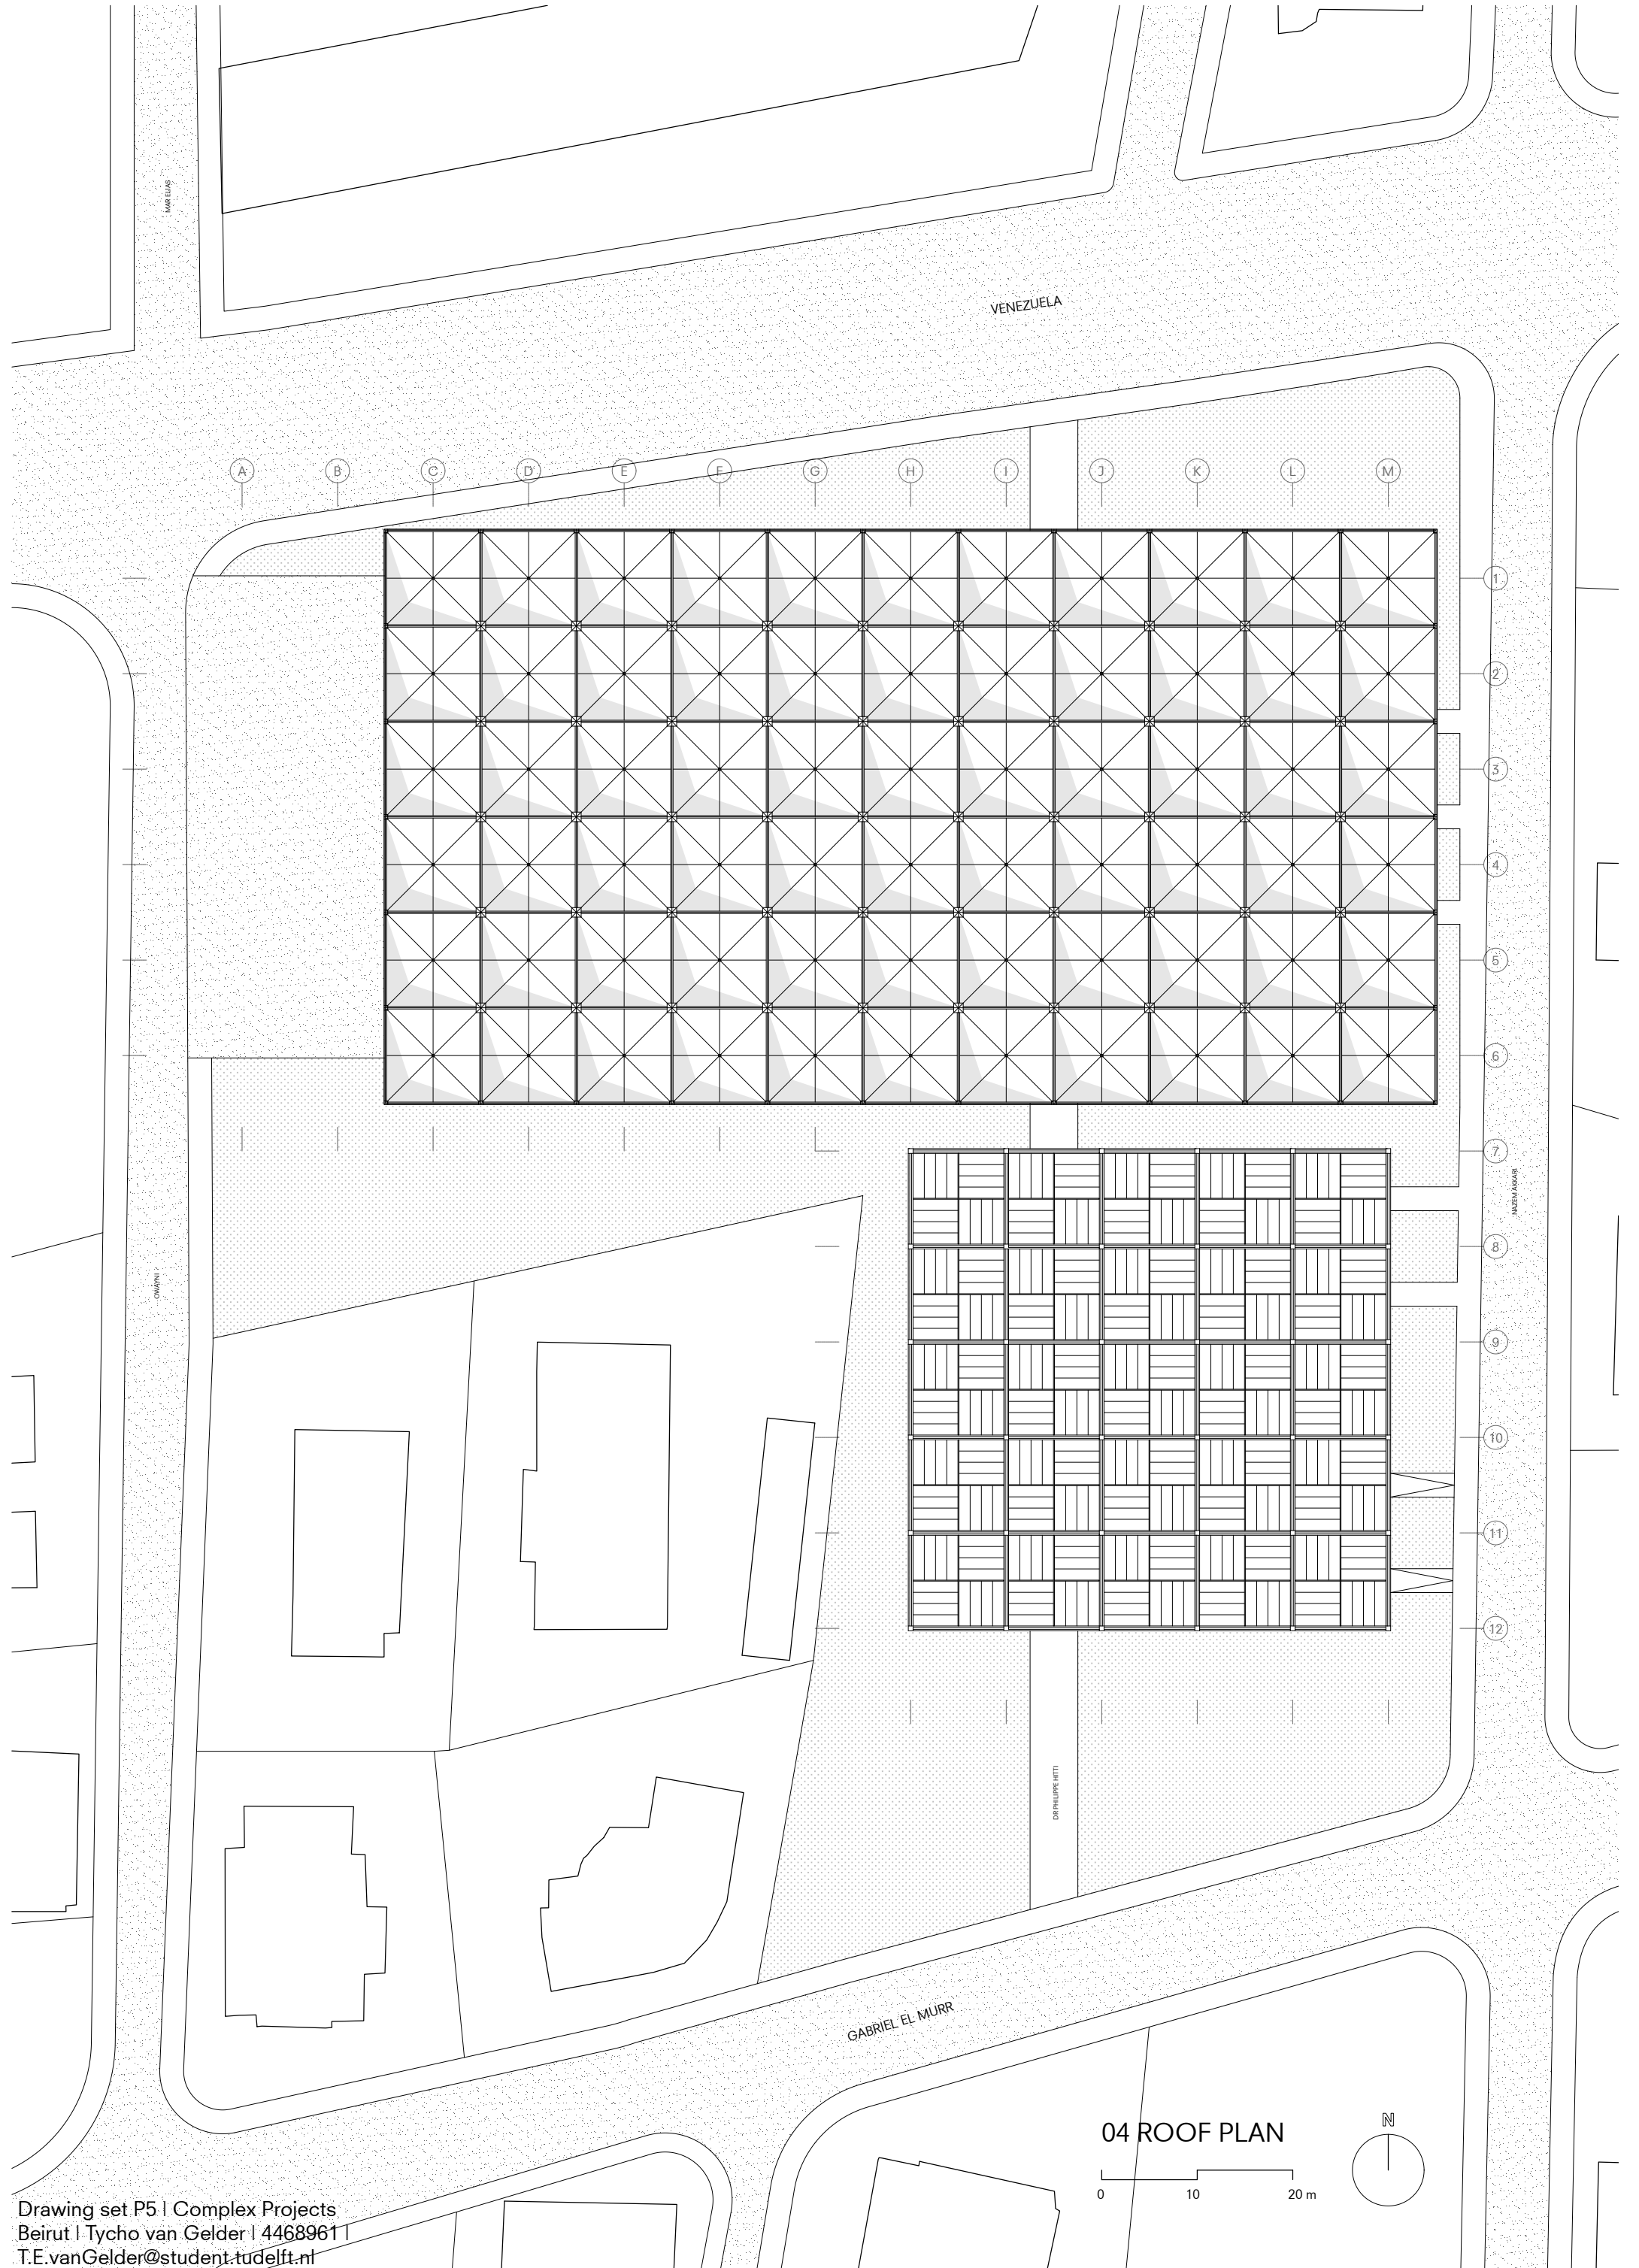 MAR ELIAS
VENEZUELA
A B C D E F G H I J K L M
1
2
3
4
5
6
7
NAZEM AKKARI
8
OWAYNI
9
10
11
12
DR PHILIPPE HITTI
GABRIEL EL MURR
04 ROOF PLAN
N
0 10 20 m
Drawing set P5 | Complex Projects
Beirut | Tycho van Gelder | 4468961 |
T.E.vanGelder@student.tudelft.nl